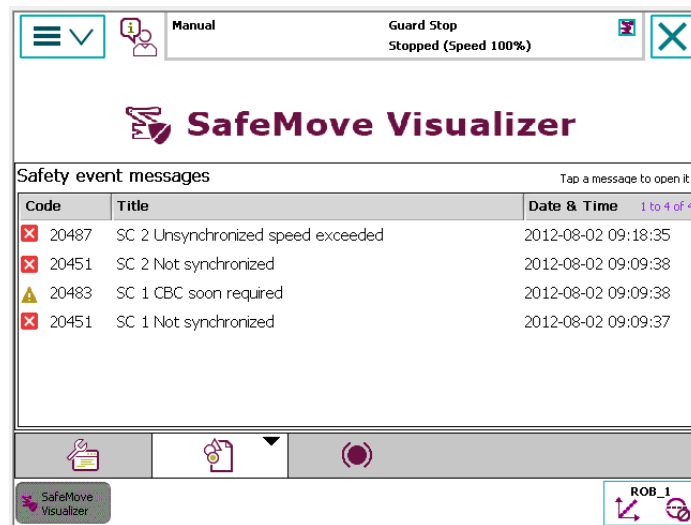 Manual
Guard Stop
Stopped (Speed 100%)
SafeMove Visualizer
Safety event messages
Tap a message to open it
Code Title Date & Time 1 to 4 of 4
20487 SC 2 Unsynchronized speed exceeded 2012-08-02 09:18:35
20451 SC 2 Not synchronized 2012-08-02 09:09:38
20483 SC 1 CBC soon required 2012-08-02 09:09:38
20451 SC 1 Not synchronized 2012-08-02 09:09:37
SafeMove
Visualizer
ROB_1